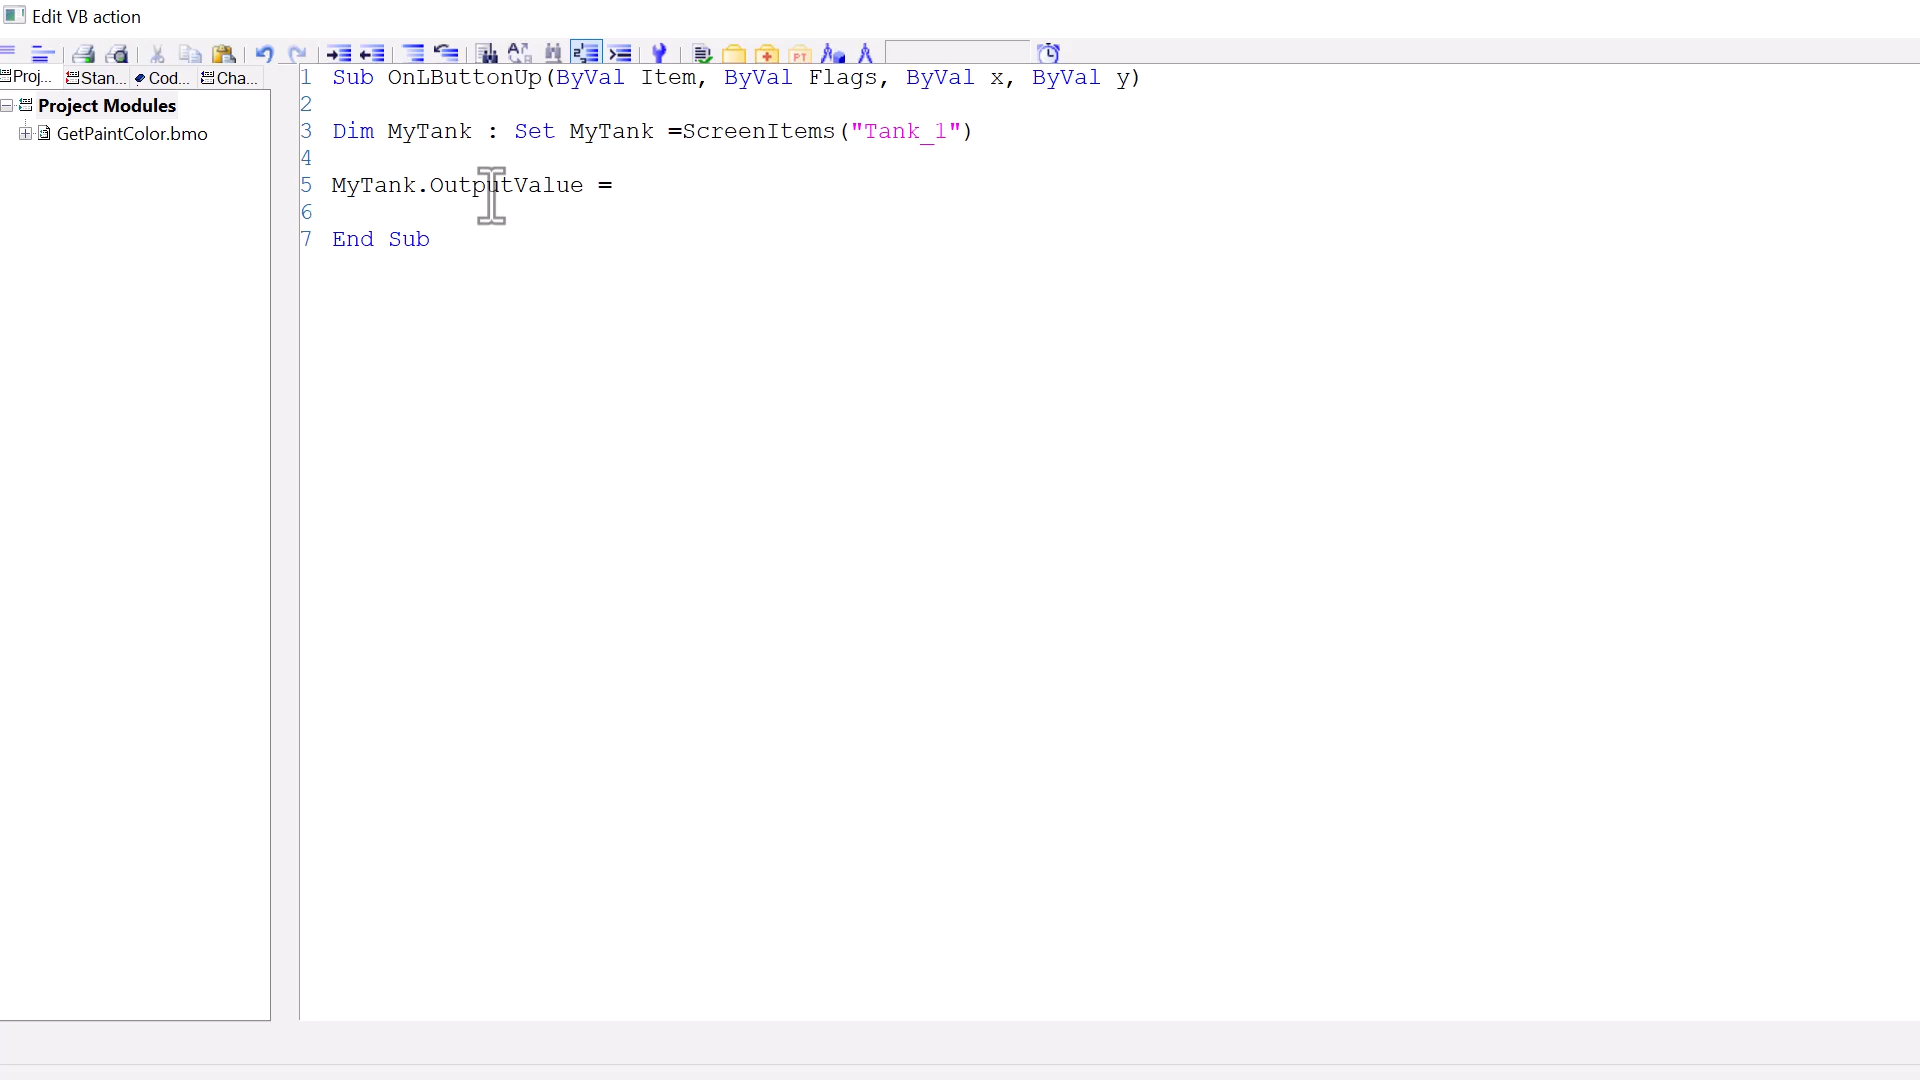 Edit VB action
Proj... Stan... Cod... Cha...
Project Modules
GetPaintColor.bmo
1 Sub OnLButtonUp(ByVal Item, ByVal Flags, ByVal x, ByVal y)
2
3 Dim MyTank : Set MyTank =ScreenItems("Tank_1")
4
5 MyTank.OutputValue =
6
7 End Sub